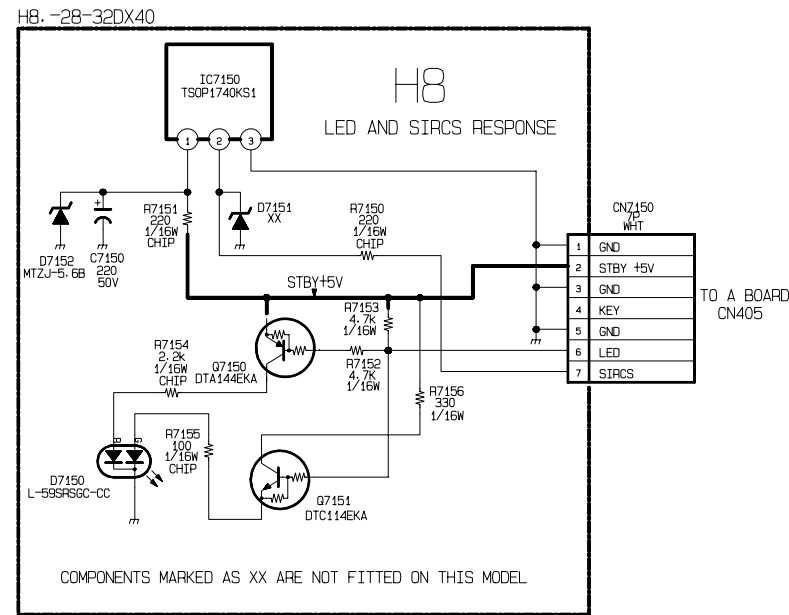 H8.-28-32DX40
IC7150
TSOP1740KS1
1
2
3
H8
LED AND SIRCS RESPONSE
D7152
MTZJ-5.6B
+
C7150
220
50V
R7151
220
1/16W
CHIP
D7151
XX
R7150
220
1/16W
CHIP
STBY+5V
CN7150
7P
WHT
1 GND
2 STBY +5V
3 GND
4 KEY
5 GND
6 LED
7 SIRCS
TO A BOARD
CN405
R7153
4.7k
1/16W
R7154
2.2k
1/16W
CHIP
Q7150
DTA144EKA
R7152
4.7K
1/16W
R7156
330
1/16W
R
G
D7150
L-59SRSGC-CC
R7155
100
1/16W
CHIP
Q7151
DTC114EKA
COMPONENTS MARKED AS XX ARE NOT FITTED ON THIS MODEL